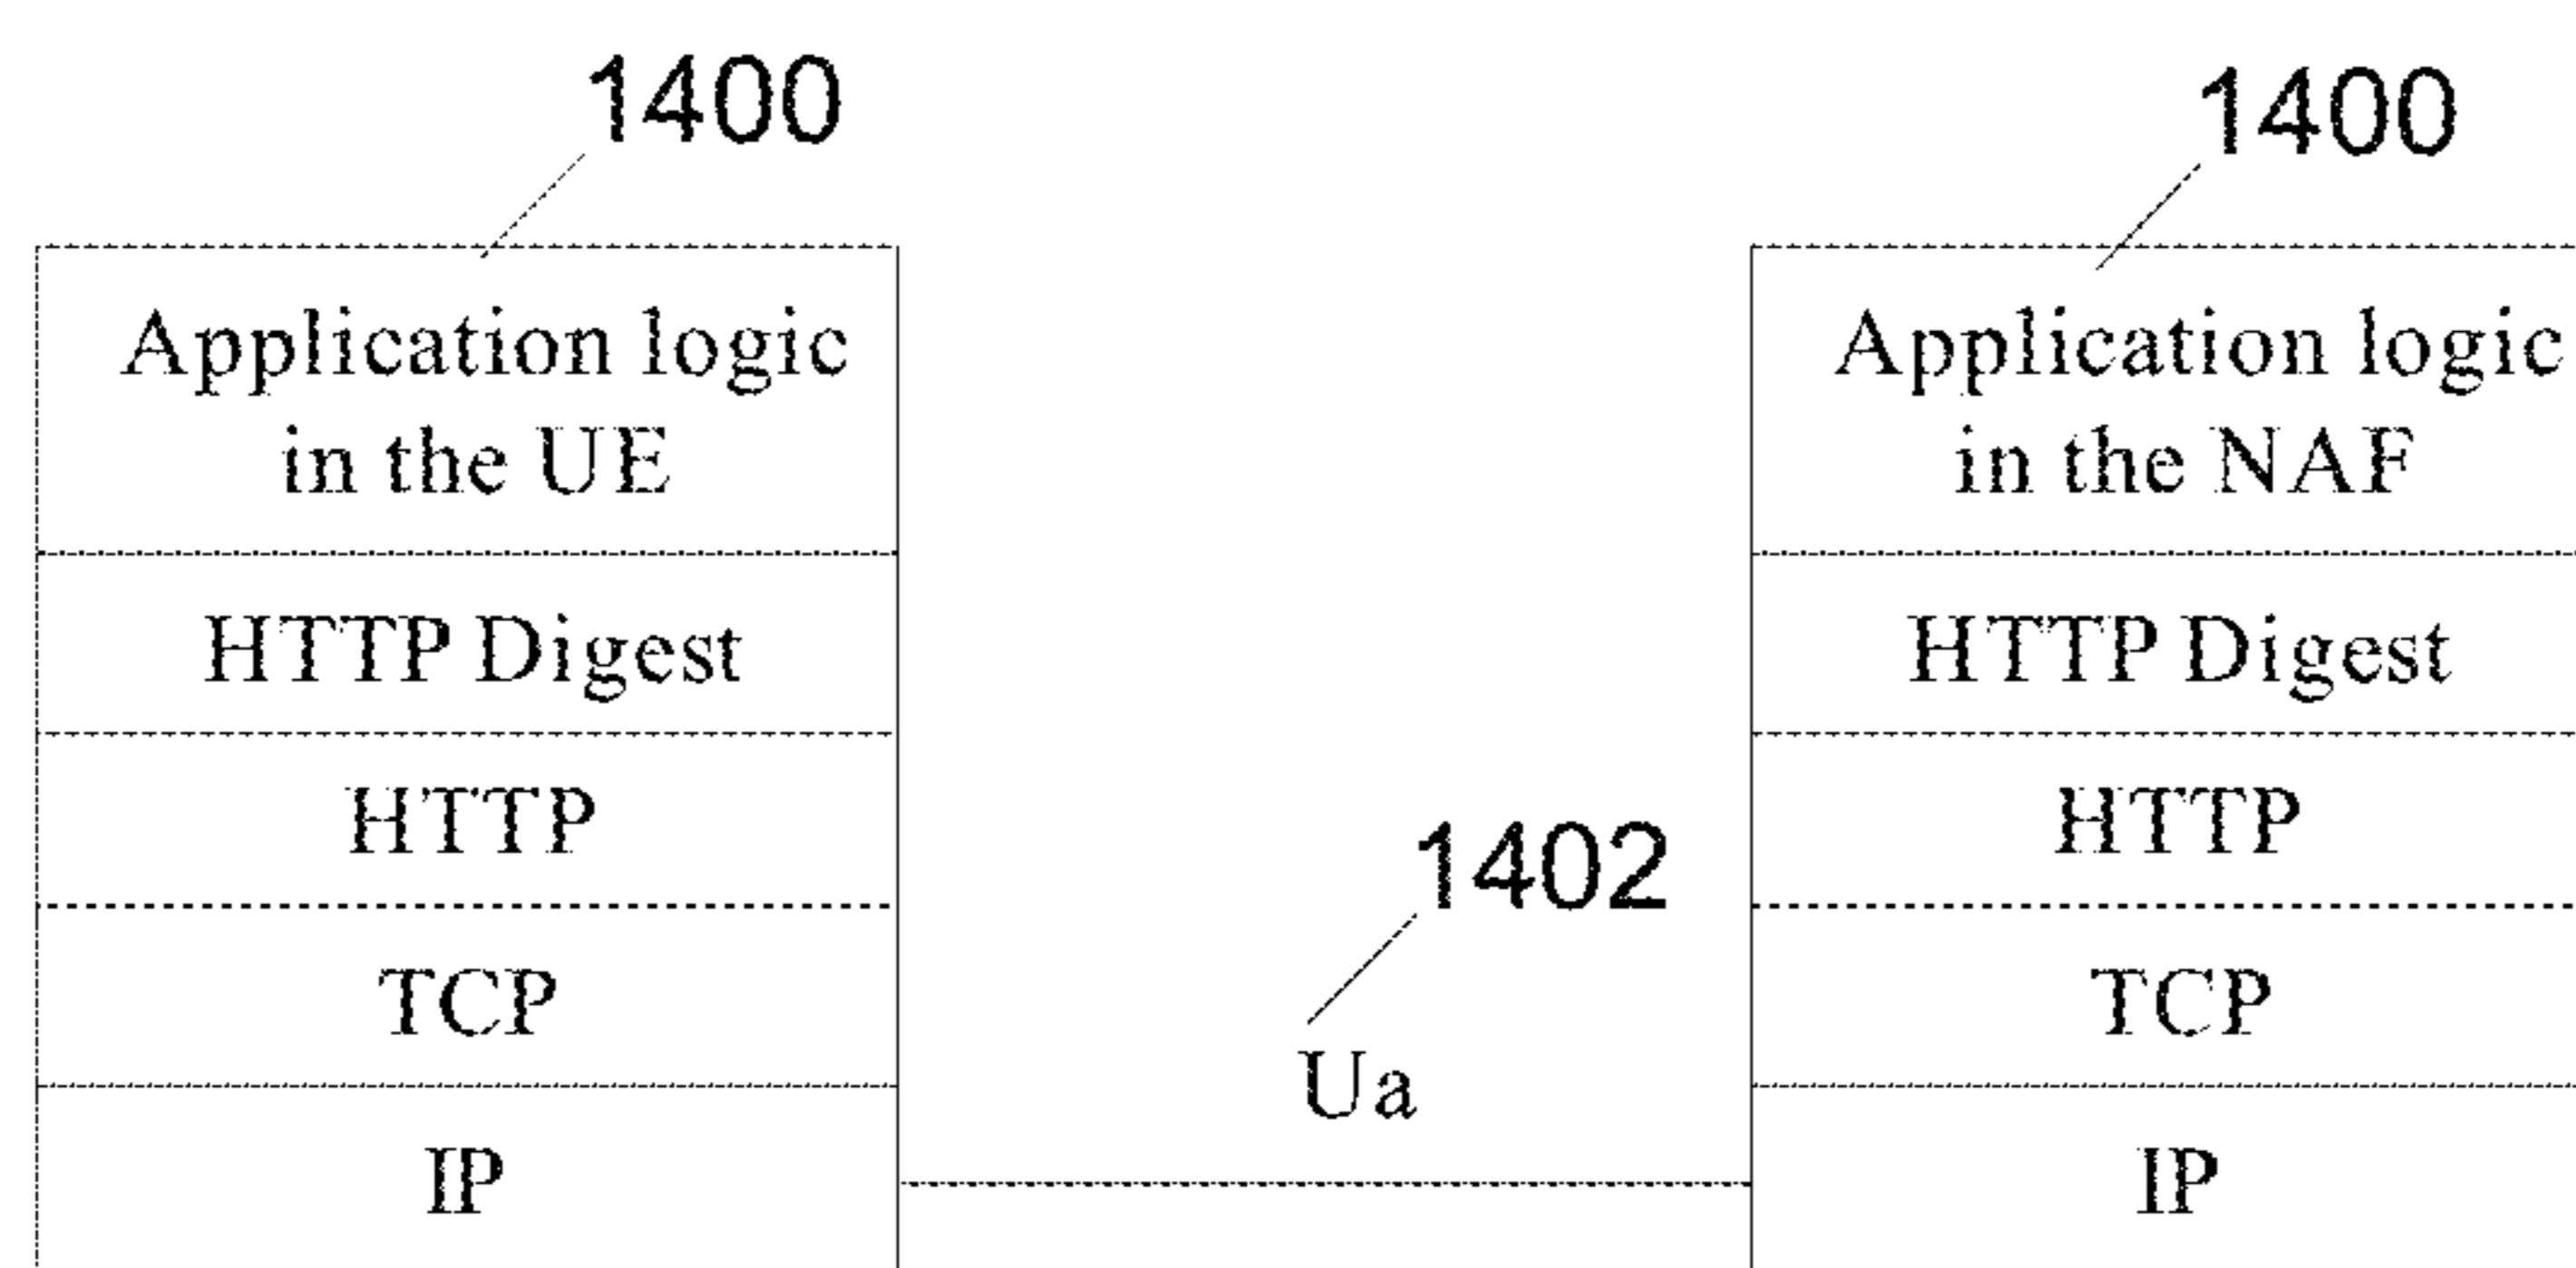 1400
Application logic
in the UE
HTTP Digest
HTTP
TCP
IP
1402
Ua
1400
Application logic
in the NAF
HTTP Digest
HTTP
TCP
IP